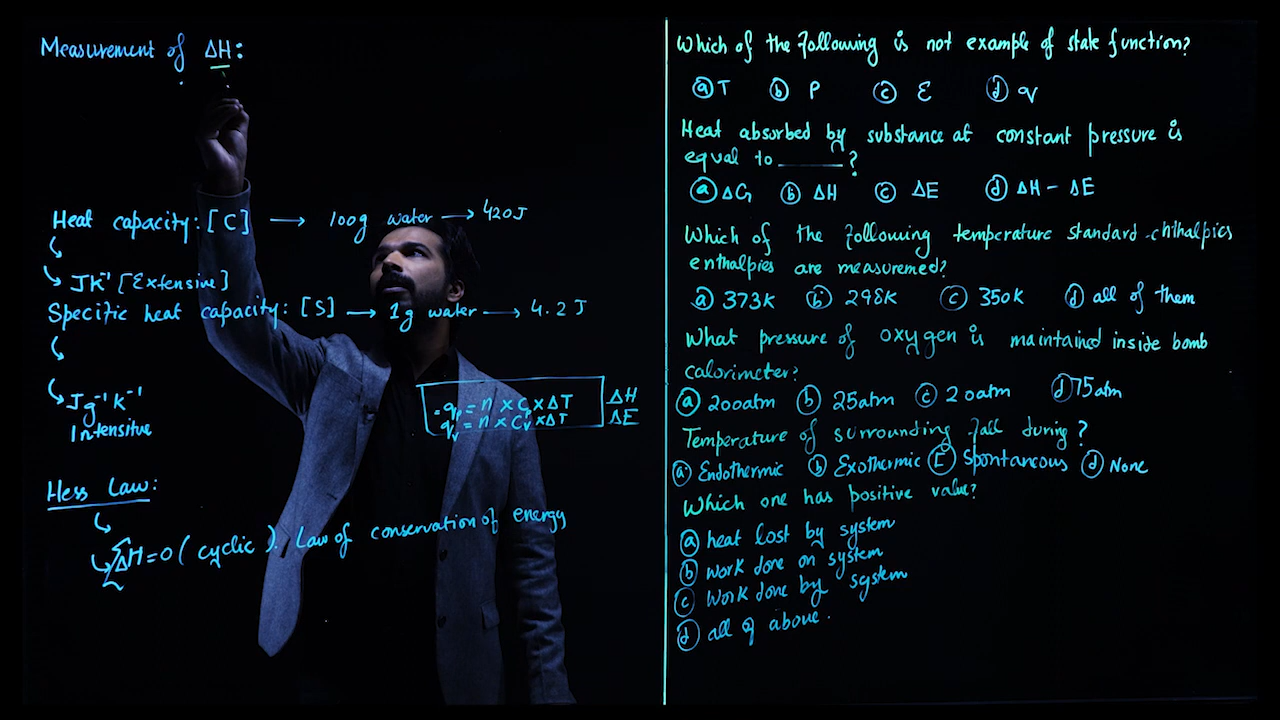 Measurement of ΔH:
Heat capacity: [C] → 100g water → 420J
JK⁻¹ [Extensive]
Specific heat capacity: [S] → 1g water → 4.2 J
Jg⁻¹K⁻¹
Intensitive
qp = n × Cp × ΔT ΔH
qv = n × Cv × ΔT ΔE
Hess Law:
ΣΔH=0 (cyclic). Law of conservation of energy
Which of the following is not example of state function?
(a) T (b) P (c) E (d) q
Heat absorbed by substance at constant pressure is
equal to ______?
(a) ΔG (b) ΔH (c) ΔE (d) ΔH - ΔE
Which of the following temperature standard enthalpies
enthalpies are measuremed?
(a) 373K (b) 298K (c) 350K (d) all of them
What pressure of oxygen is maintained inside bomb
calorimeter?
(a) 200atm (b) 25atm (c) 20atm (d) 75atm
Temperature of surrounding fall during?
(a) Endothermic (b) Exothermic (E) Spontaneous (d) None
Which one has positive value?
(a) heat lost by system
(b) work done on system
(c) work done by system
(d) all of above.